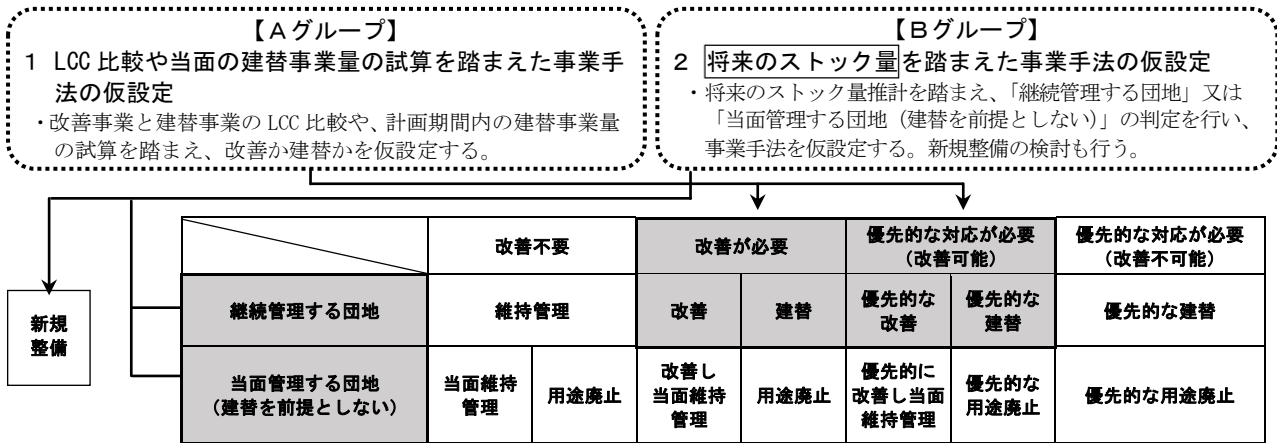 【Aグループ】
1 LCC 比較や当面の建替事業量の試算を踏まえた事業手
法の仮設定
・改善事業と建替事業の LCC 比較や、計画期間内の建替事業量
の試算を踏まえ、改善か建替かを仮設定する。
【Bグループ】
2 将来のストック量を踏まえた事業手法の仮設定
・将来のストック量推計を踏まえ、「継続管理する団地」又は
「当面管理する団地(建替を前提としない)」の判定を行い、
事業手法を仮設定する。新規整備の検討も行う。
新規
整備
改善不要
改善が必要
優先的な対応が必要
(改善可能)
優先的な対応が必要
(改善不可能)
継続管理する団地
維持管理
改善
建替
優先的な
改善
優先的な
建替
優先的な建替
当面管理する団地
(建替を前提としない)
当面維持
管理
用途廃止
改善し
当面維持
管理
用途廃止
優先的に
改善し当面
維持管理
優先的な
用途廃止
優先的な用途廃止